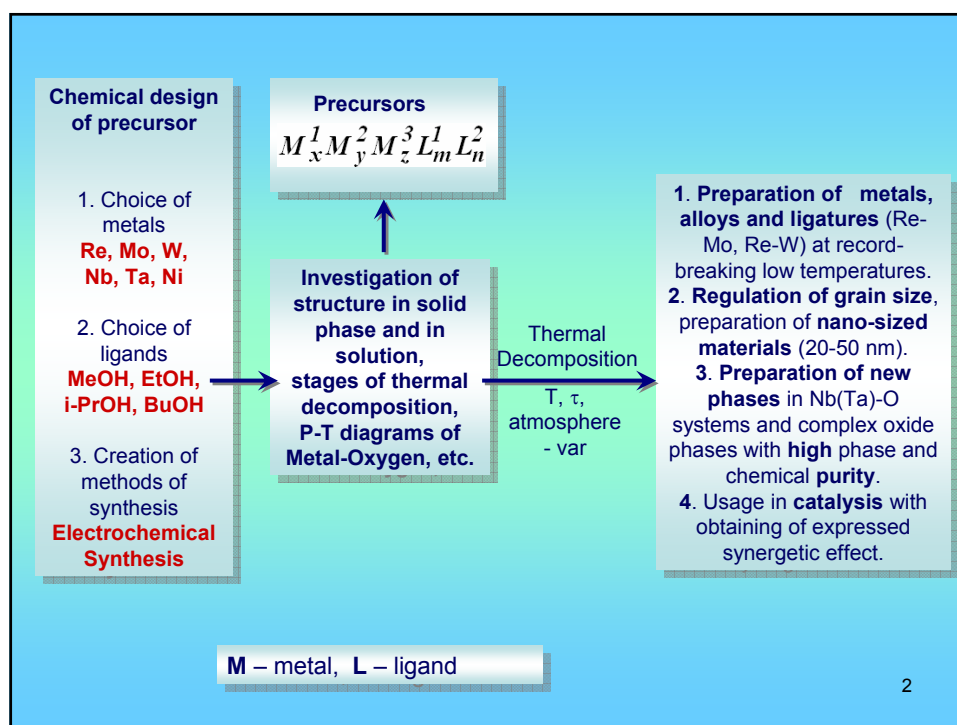 Chemical design
of precursor
1. Choice of
metals
Re, Mo, W,
Nb, Ta, Ni
2. Choice of
ligands
MeOH, EtOH,
i-PrOH, BuOH
3. Creation of
methods of
synthesis
Electrochemical
Synthesis
Precursors
M¹ₓM²ᵧM³_zL¹ₘL²ₙ
Investigation of
structure in solid
phase and in
solution,
stages of thermal
decomposition,
P-T diagrams of
Metal-Oxygen, etc.
Thermal
Decomposition
T, τ,
atmosphere
- var
1. Preparation of metals,
alloys and ligatures (Re-
Mo, Re-W) at record-
breaking low temperatures.
2. Regulation of grain size,
preparation of nano-sized
materials (20-50 nm).
3. Preparation of new
phases in Nb(Ta)-O
systems and complex oxide
phases with high phase and
chemical purity.
4. Usage in catalysis with
obtaining of expressed
synergetic effect.
M – metal, L – ligand
2